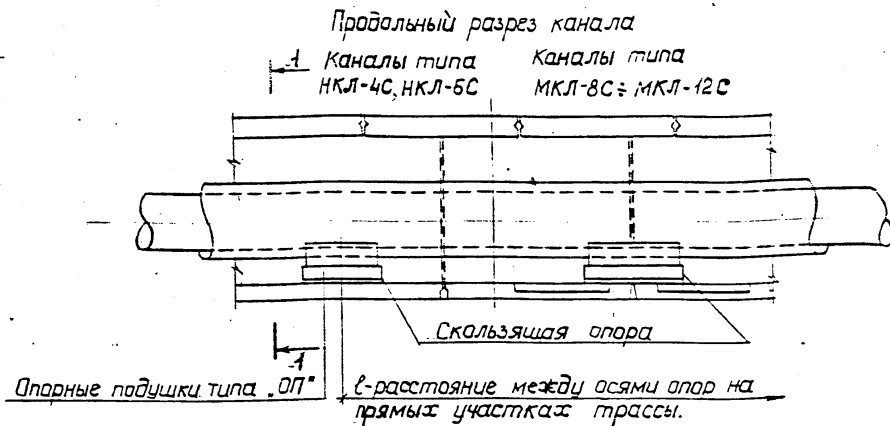 Продольный разрез канала
1
Каналы типа
НКЛ-4С, НКЛ-6С
Каналы типа
МКЛ-8С ÷ МКЛ-12С
Скользящая опора
1
Опорные подушки типа „ОП"
ℓ-расстояние между осями опор на
прямых участках трассы.